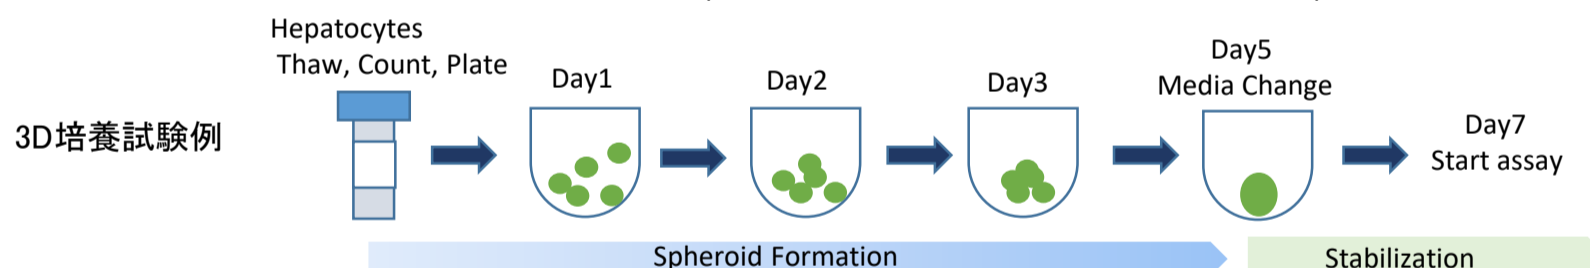 Hepatocytes
Thaw, Count, Plate
Day1
Day2
Day3
Day5
Media Change
3D培養試験例
Day7
Start assay
Spheroid Formation
Stabilization